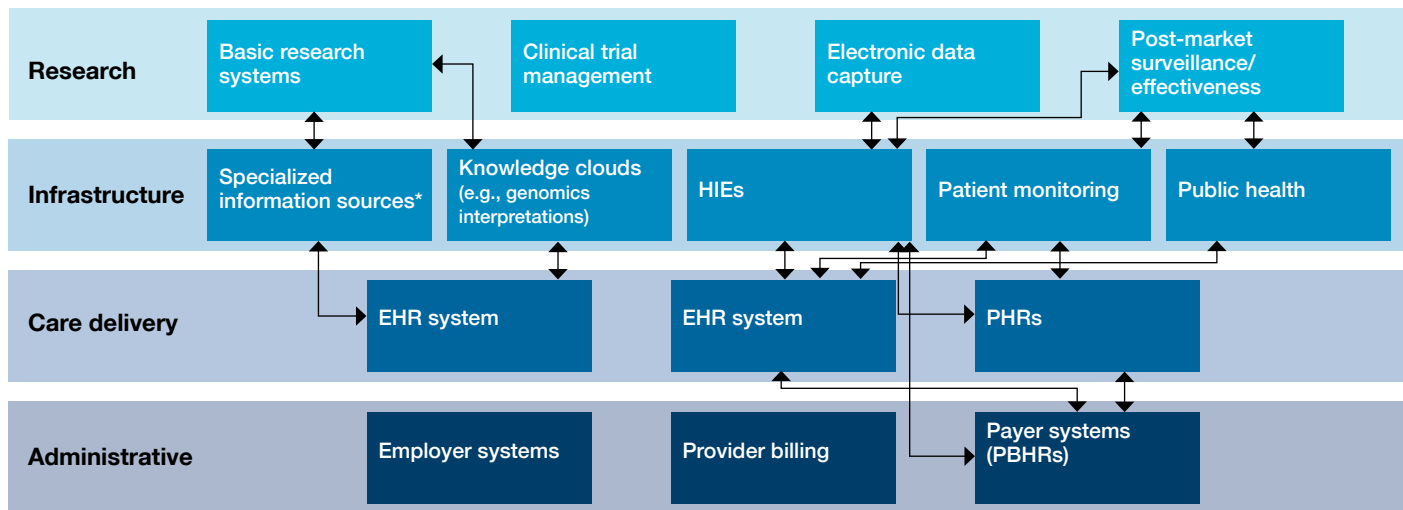 Research
Basic research
systems
Clinical trial
management
Electronic data
capture
Post-market
surveillance/
effectiveness
Infrastructure
Specialized
information sources*
Knowledge clouds
(e.g., genomics
interpretations)
HIEs
Patient monitoring
Public health
Care delivery
EHR system
EHR system
PHRs
Administrative
Employer systems
Provider billing
Payer systems
(PBHRs)